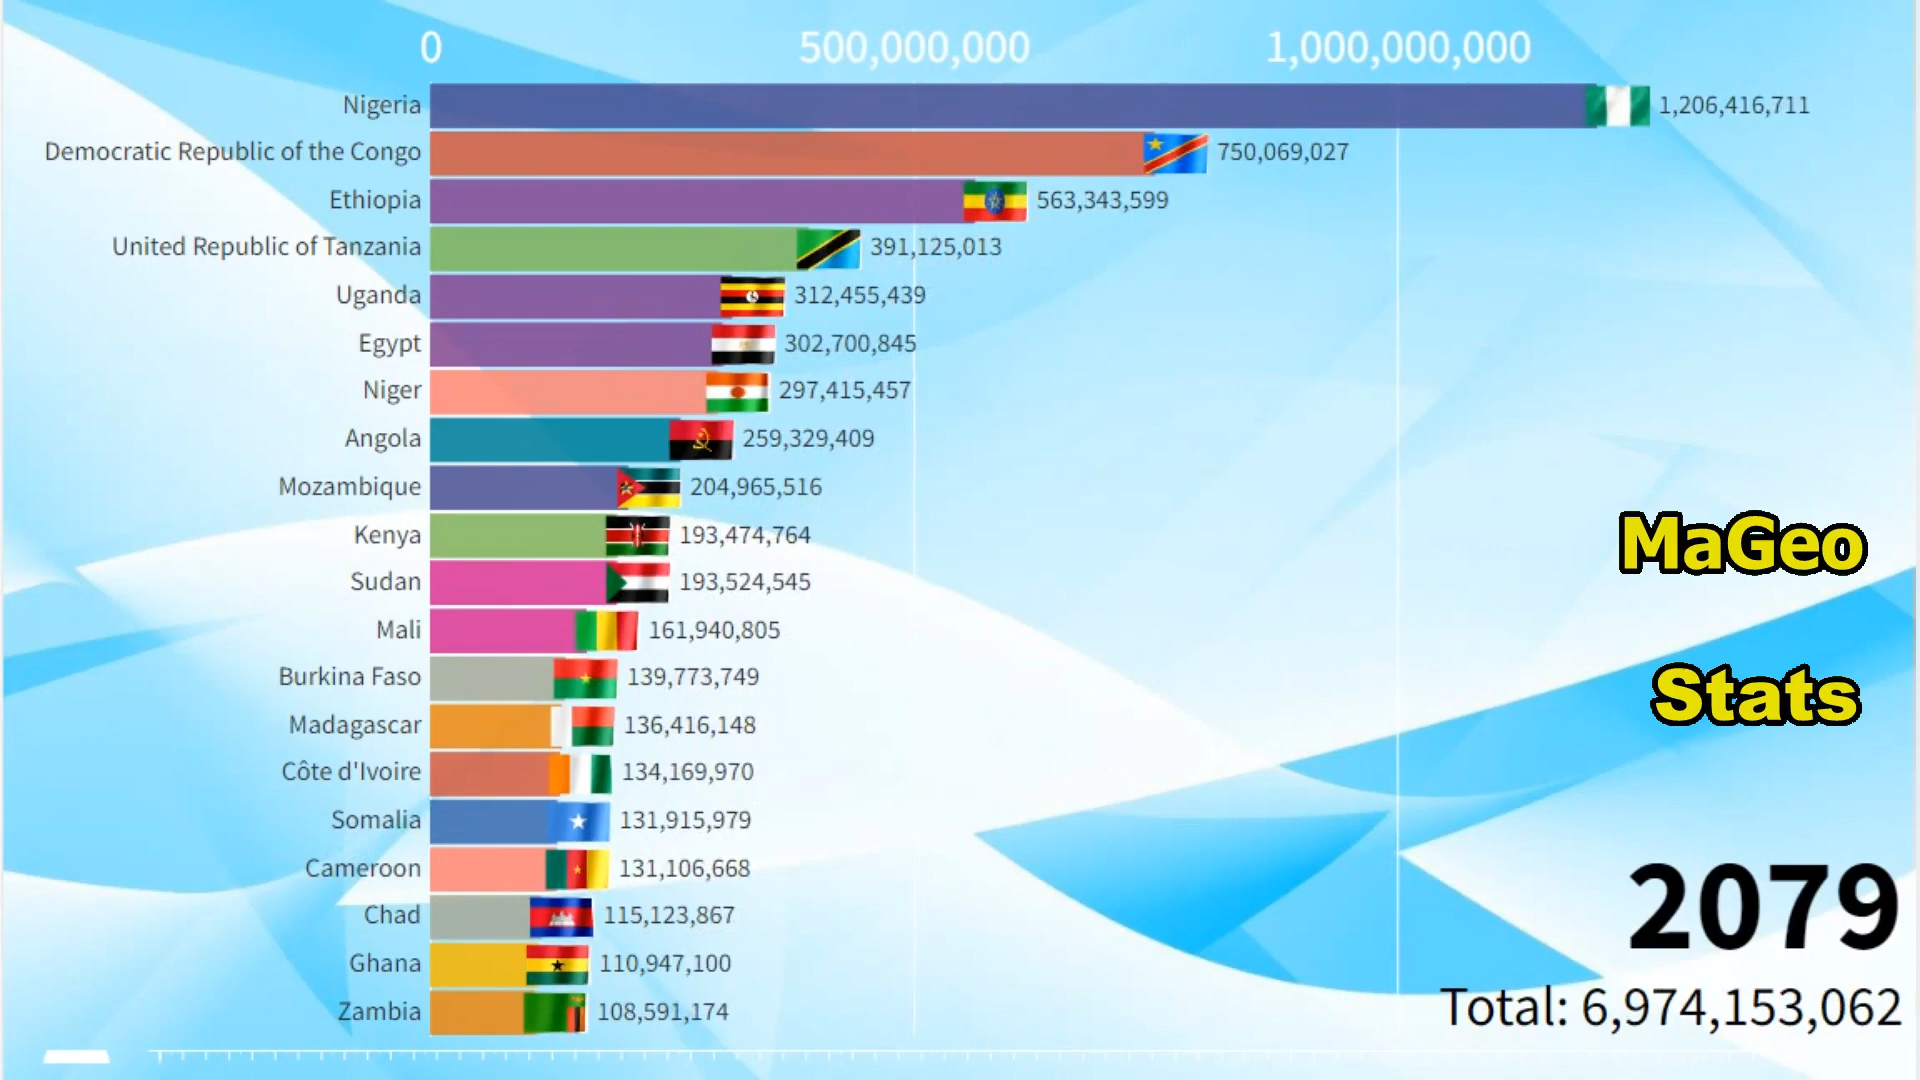 0 500,000,000 1,000,000,000
Nigeria 1,206,416,711
Democratic Republic of the Congo 750,069,027
Ethiopia 563,343,599
United Republic of Tanzania 391,125,013
Uganda 312,455,439
Egypt 302,700,845
Niger 297,415,457
Angola 259,329,409
Mozambique 204,965,516
Kenya 193,474,764
Sudan 193,524,545
Mali 161,940,805
Burkina Faso 139,773,749
Madagascar 136,416,148
Côte d'Ivoire 134,169,970
Somalia 131,915,979
Cameroon 131,106,668
Chad 115,123,867
Ghana 110,947,100
Zambia 108,591,174
MaGeo
Stats
2079
Total: 6,974,153,062